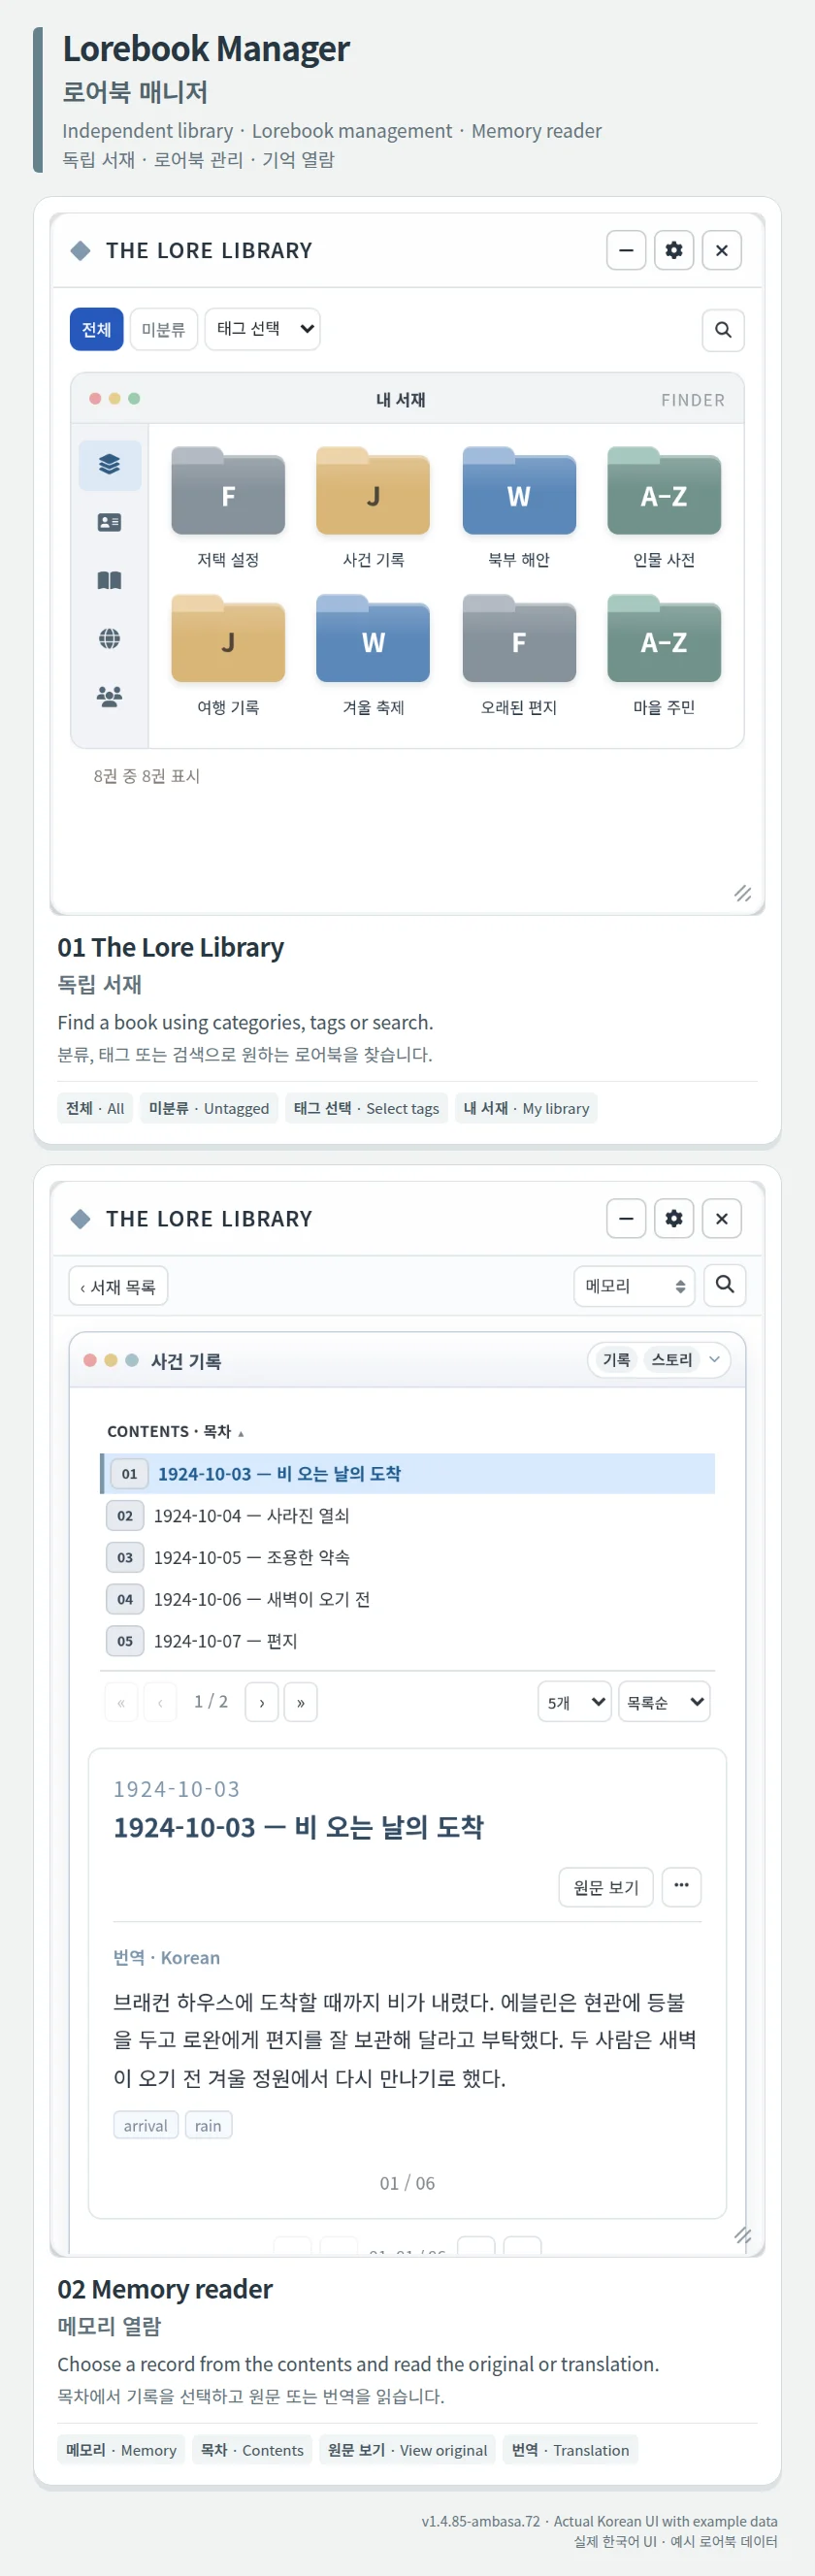 Lorebook Manager
로어북 매니저
Independent library · Lorebook management · Memory reader
독립 서재 · 로어북 관리 · 기억 열람
THE LORE LIBRARY
전체 미분류 태그 선택
내 서재 FINDER
F J W A–Z
저택 설정 사건 기록 북부 해안 인물 사전
J W F A–Z
여행 기록 겨울 축제 오래된 편지 마을 주민
8권 중 8권 표시
01 The Lore Library
독립 서재
Find a book using categories, tags or search.
분류, 태그 또는 검색으로 원하는 로어북을 찾습니다.
전체 · All 미분류 · Untagged 태그 선택 · Select tags 내 서재 · My library
THE LORE LIBRARY
‹ 서재 목록 메모리
사건 기록 기록 스토리
CONTENTS · 목차 ▲
01 1924-10-03 — 비 오는 날의 도착
02 1924-10-04 — 사라진 열쇠
03 1924-10-05 — 조용한 약속
04 1924-10-06 — 새벽이 오기 전
05 1924-10-07 — 편지
« ‹ 1 / 2 › » 5개 목록순
1924-10-03
1924-10-03 — 비 오는 날의 도착
원문 보기 ···
번역 · Korean
브래컨 하우스에 도착할 때까지 비가 내렸다. 에블린은 현관에 등불
을 두고 로완에게 편지를 잘 보관해 달라고 부탁했다. 두 사람은 새벽
이 오기 전 겨울 정원에서 다시 만나기로 했다.
arrival rain
01 / 06
02 Memory reader
메모리 열람
Choose a record from the contents and read the original or translation.
목차에서 기록을 선택하고 원문 또는 번역을 읽습니다.
메모리 · Memory 목차 · Contents 원문 보기 · View original 번역 · Translation
v1.4.85-ambasa.72 · Actual Korean UI with example data
실제 한국어 UI · 예시 로어북 데이터